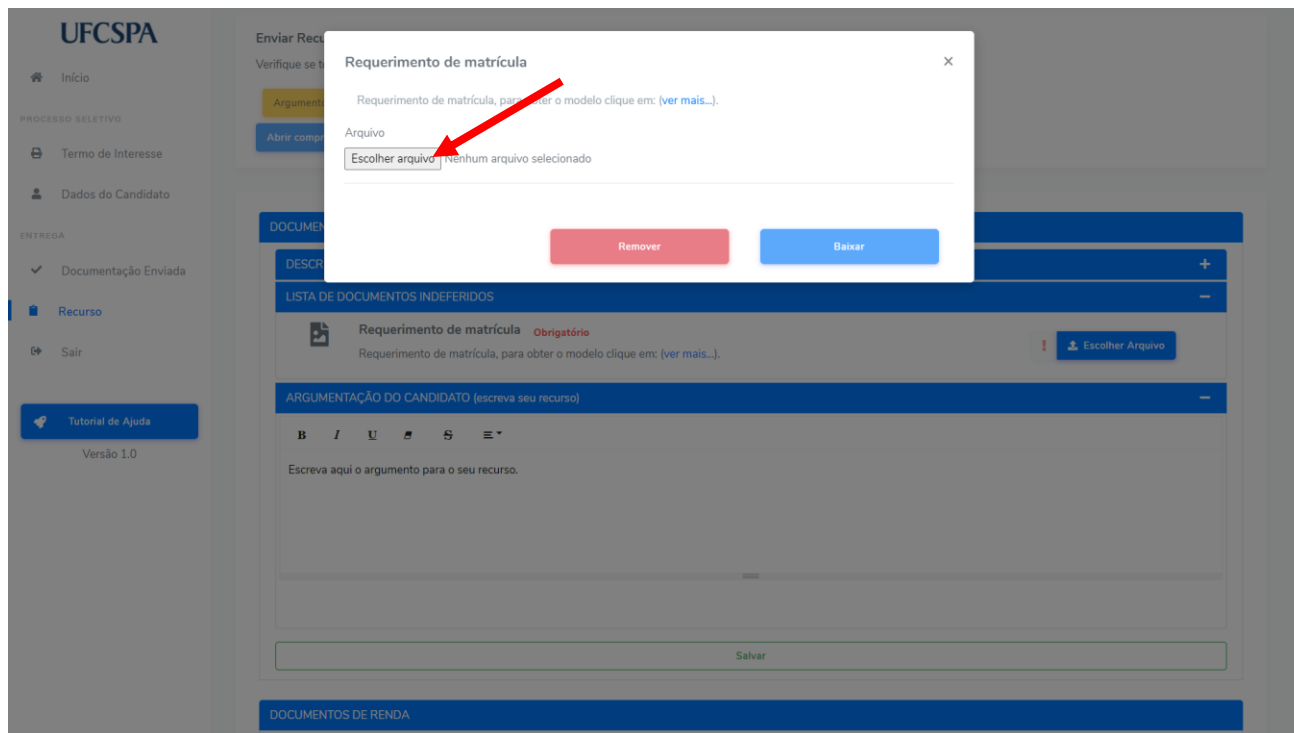 UFCSPA
Início
PROCESSO SELETIVO
Termo de Interesse
Dados do Candidato
ENTREGA
Documentação Enviada
Recurso
Sair
Tutorial de Ajuda
Versão 1.0
Enviar Recu
Verifique se t
Argument
Abrir compr
Requerimento de matrícula
×
Requerimento de matrícula, para obter o modelo clique em: (ver mais...).
Arquivo
Escolher arquivo Nenhum arquivo selecionado
Remover Baixar
DOCUMEN
DESCR
LISTA DE DOCUMENTOS INDEFERIDOS
Requerimento de matrícula Obrigatório
Requerimento de matrícula, para obter o modelo clique em: (ver mais...).
! Escolher Arquivo
ARGUMENTAÇÃO DO CANDIDATO (escreva seu recurso)
B I U S
Escreva aqui o argumento para o seu recurso.
Salvar
DOCUMENTOS DE RENDA